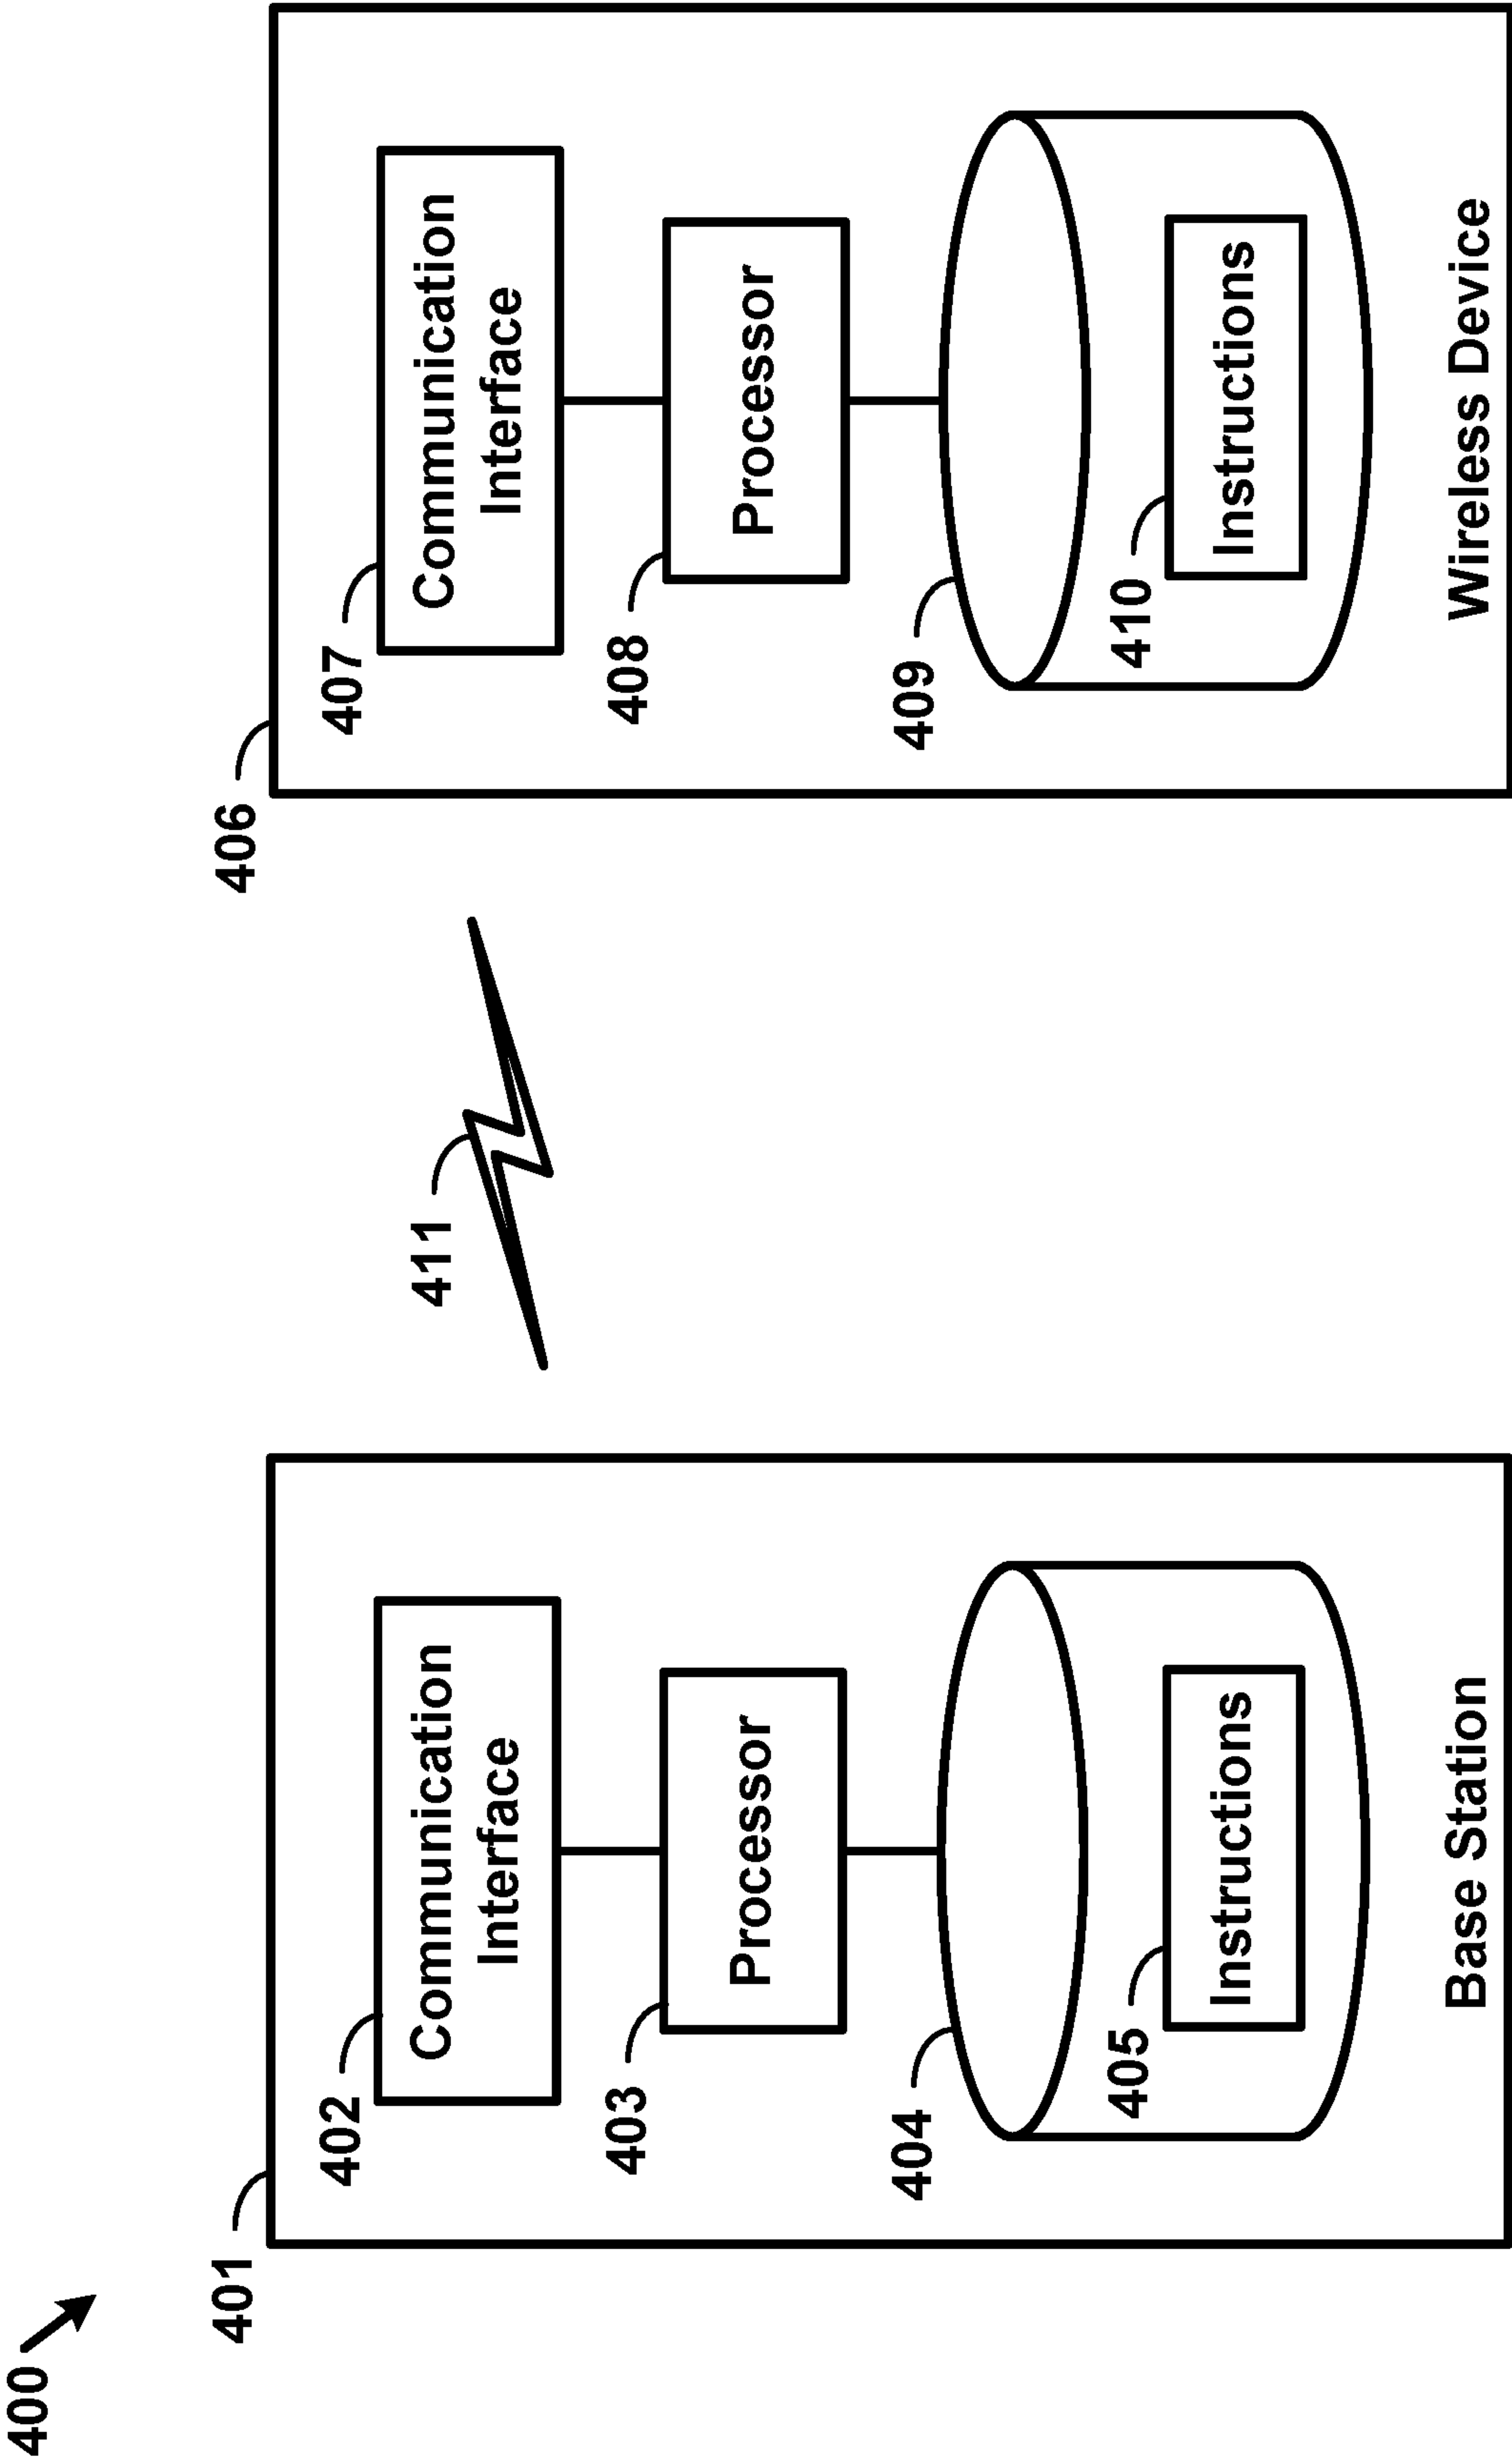 400
401
402
Communication
Interface
403
Processor
404
405
Instructions
Base Station
411
406
407
Communication
Interface
408
Processor
409
410
Instructions
Wireless Device